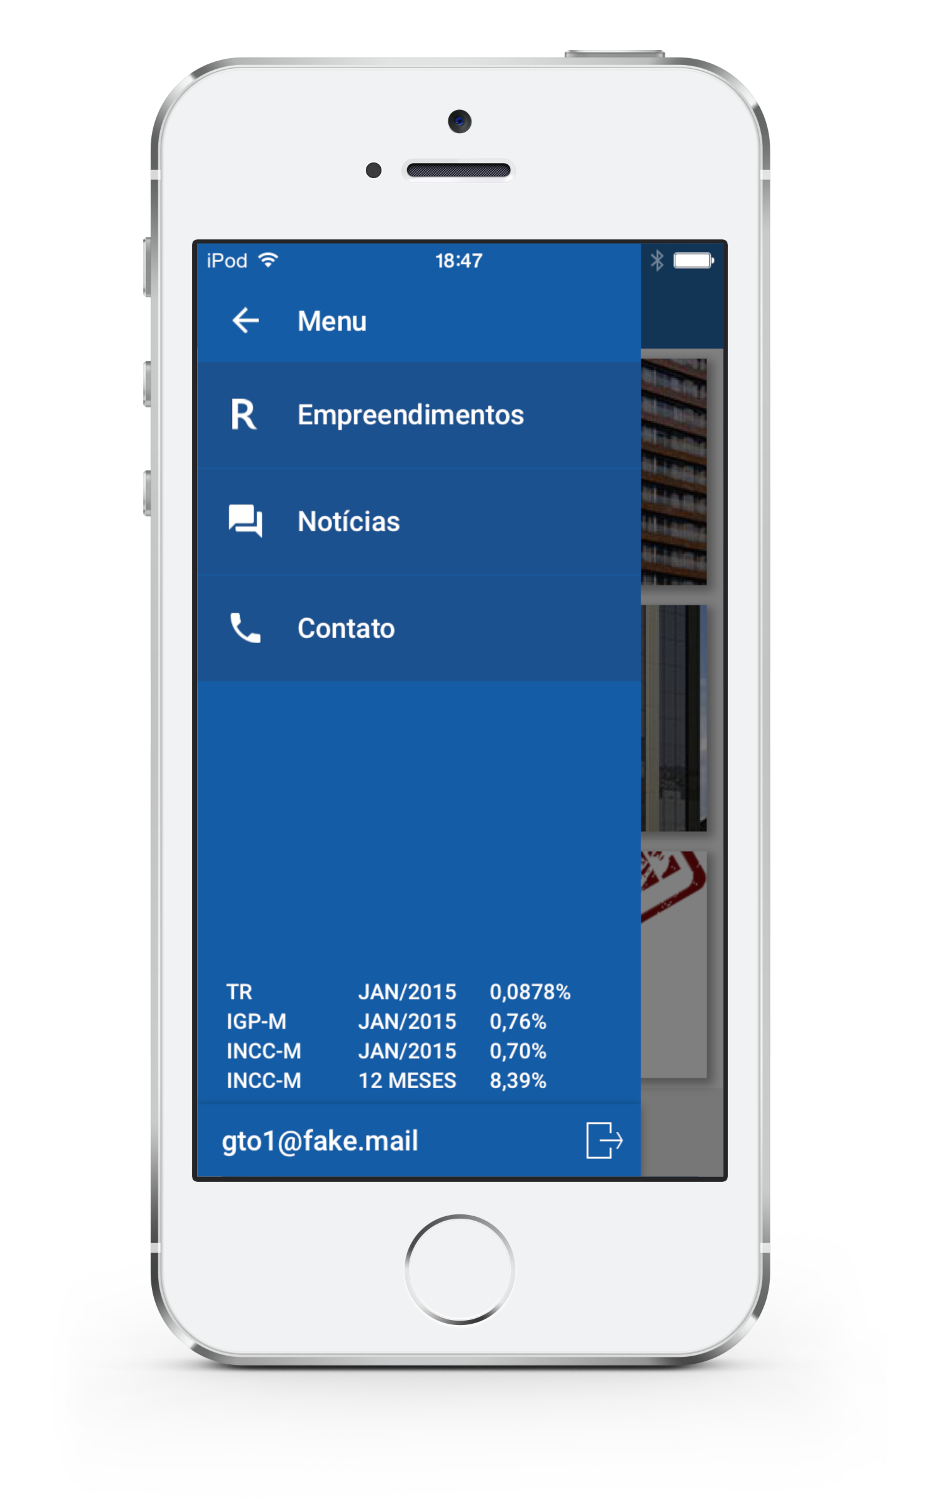 iPod 18:47
Menu
R Empreendimentos
Notícias
Contato
TR JAN/2015 0,0878%
IGP-M JAN/2015 0,76%
INCC-M JAN/2015 0,70%
INCC-M 12 MESES 8,39%
gto1@fake.mail